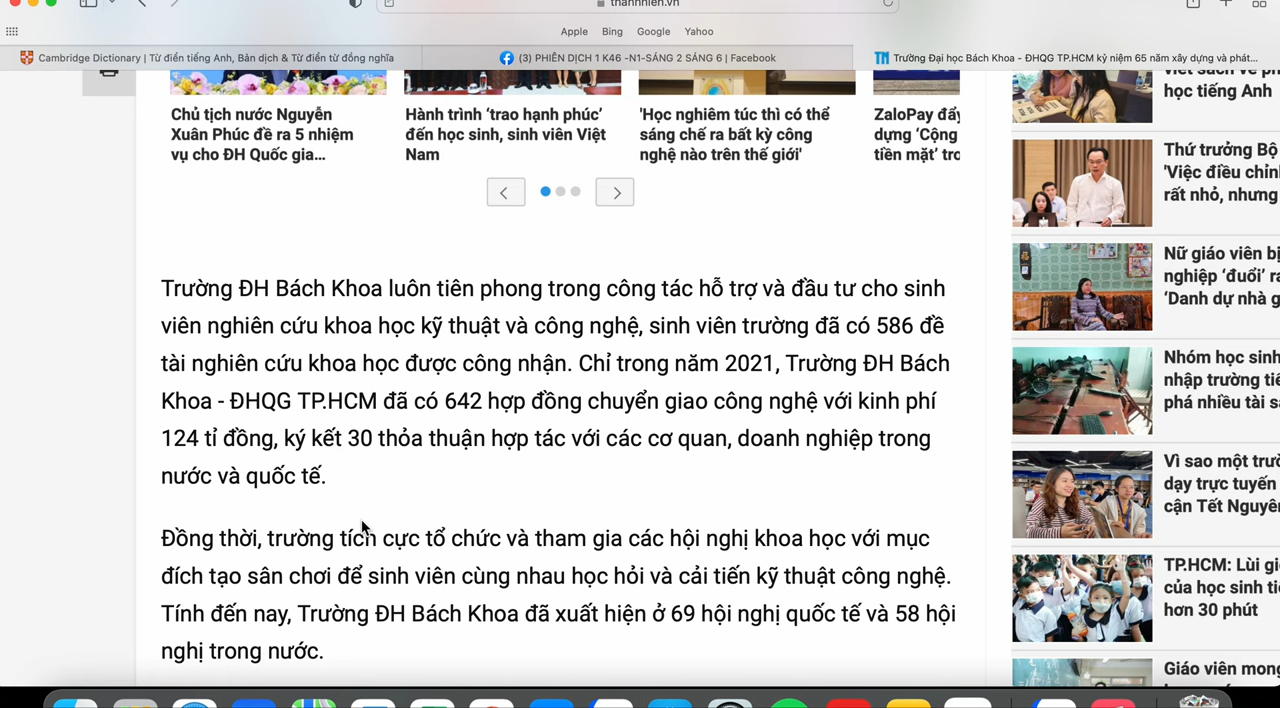 thanhnien.vn
Apple Bing Google Yahoo
Cambridge Dictionary | Từ điển tiếng Anh, Bản dịch & Từ điển từ đồng nghĩa
(3) PHIÊN DỊCH 1 K46 -N1-SÁNG 2 SÁNG 6 | Facebook
TN Trường Đại học Bách Khoa - ĐHQG TP.HCM kỷ niệm 65 năm xây dựng và phát...
Chủ tịch nước Nguyễn
Xuân Phúc đề ra 5 nhiệm
vụ cho ĐH Quốc gia...
Hành trình ‘trao hạnh phúc’
đến học sinh, sinh viên Việt
Nam
'Học nghiêm túc thì có thể
sáng chế ra bất kỳ công
nghệ nào trên thế giới'
ZaloPay đẩy
dựng ‘Cộng
tiền mặt’ tro
Trường ĐH Bách Khoa luôn tiên phong trong công tác hỗ trợ và đầu tư cho sinh
viên nghiên cứu khoa học kỹ thuật và công nghệ, sinh viên trường đã có 586 đề
tài nghiên cứu khoa học được công nhận. Chỉ trong năm 2021, Trường ĐH Bách
Khoa - ĐHQG TP.HCM đã có 642 hợp đồng chuyển giao công nghệ với kinh phí
124 tỉ đồng, ký kết 30 thỏa thuận hợp tác với các cơ quan, doanh nghiệp trong
nước và quốc tế.
Đồng thời, trường tích cực tổ chức và tham gia các hội nghị khoa học với mục
đích tạo sân chơi để sinh viên cùng nhau học hỏi và cải tiến kỹ thuật công nghệ.
Tính đến nay, Trường ĐH Bách Khoa đã xuất hiện ở 69 hội nghị quốc tế và 58 hội
nghị trong nước.
viết sách về ph
học tiếng Anh
Thứ trưởng Bộ
'Việc điều chỉnh
rất nhỏ, nhưng
Nữ giáo viên bị
nghiệp ‘đuổi’ ra
‘Danh dự nhà g
Nhóm học sinh
nhập trường tiể
phá nhiều tài sả
Vì sao một trườ
dạy trực tuyến
cận Tết Nguyên
TP.HCM: Lùi giờ
của học sinh tiể
hơn 30 phút
Giáo viên mong